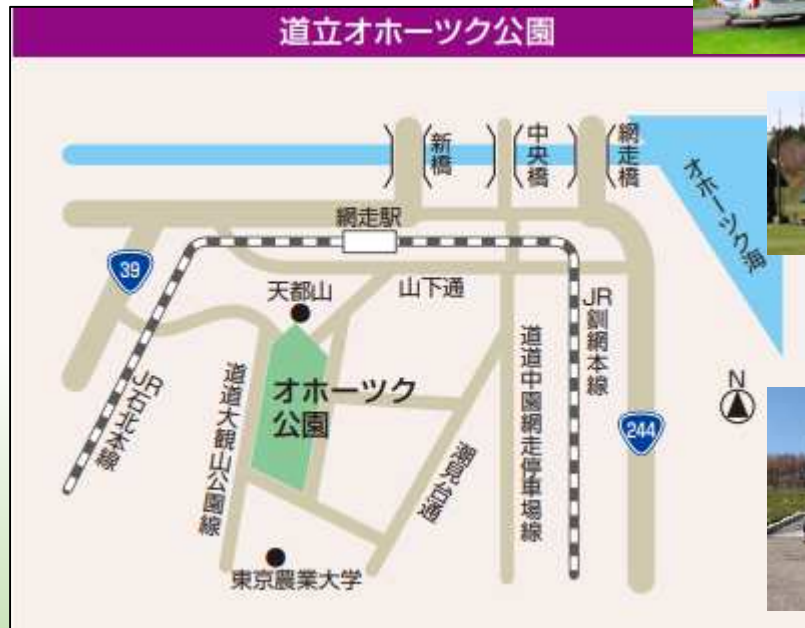 道立オホーツク公園
新橋
中央橋
網走橋
オホーツク海
網走駅
39
天都山
山下通
JR釧網本線
JR石北本線
道道大観山公園線
オホーツク
公園
道道中園網走停車場線
N
244
潮見台通
東京農業大学